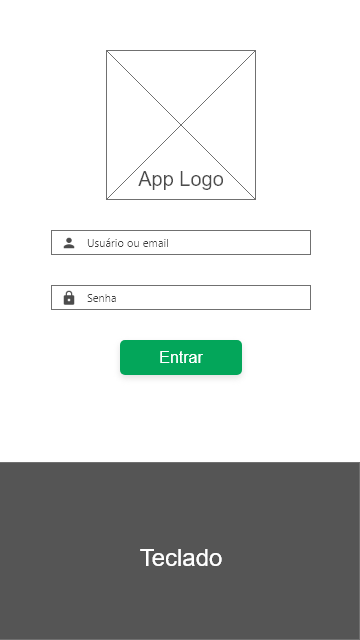 App Logo
Usuário ou email
Senha
Entrar
Teclado